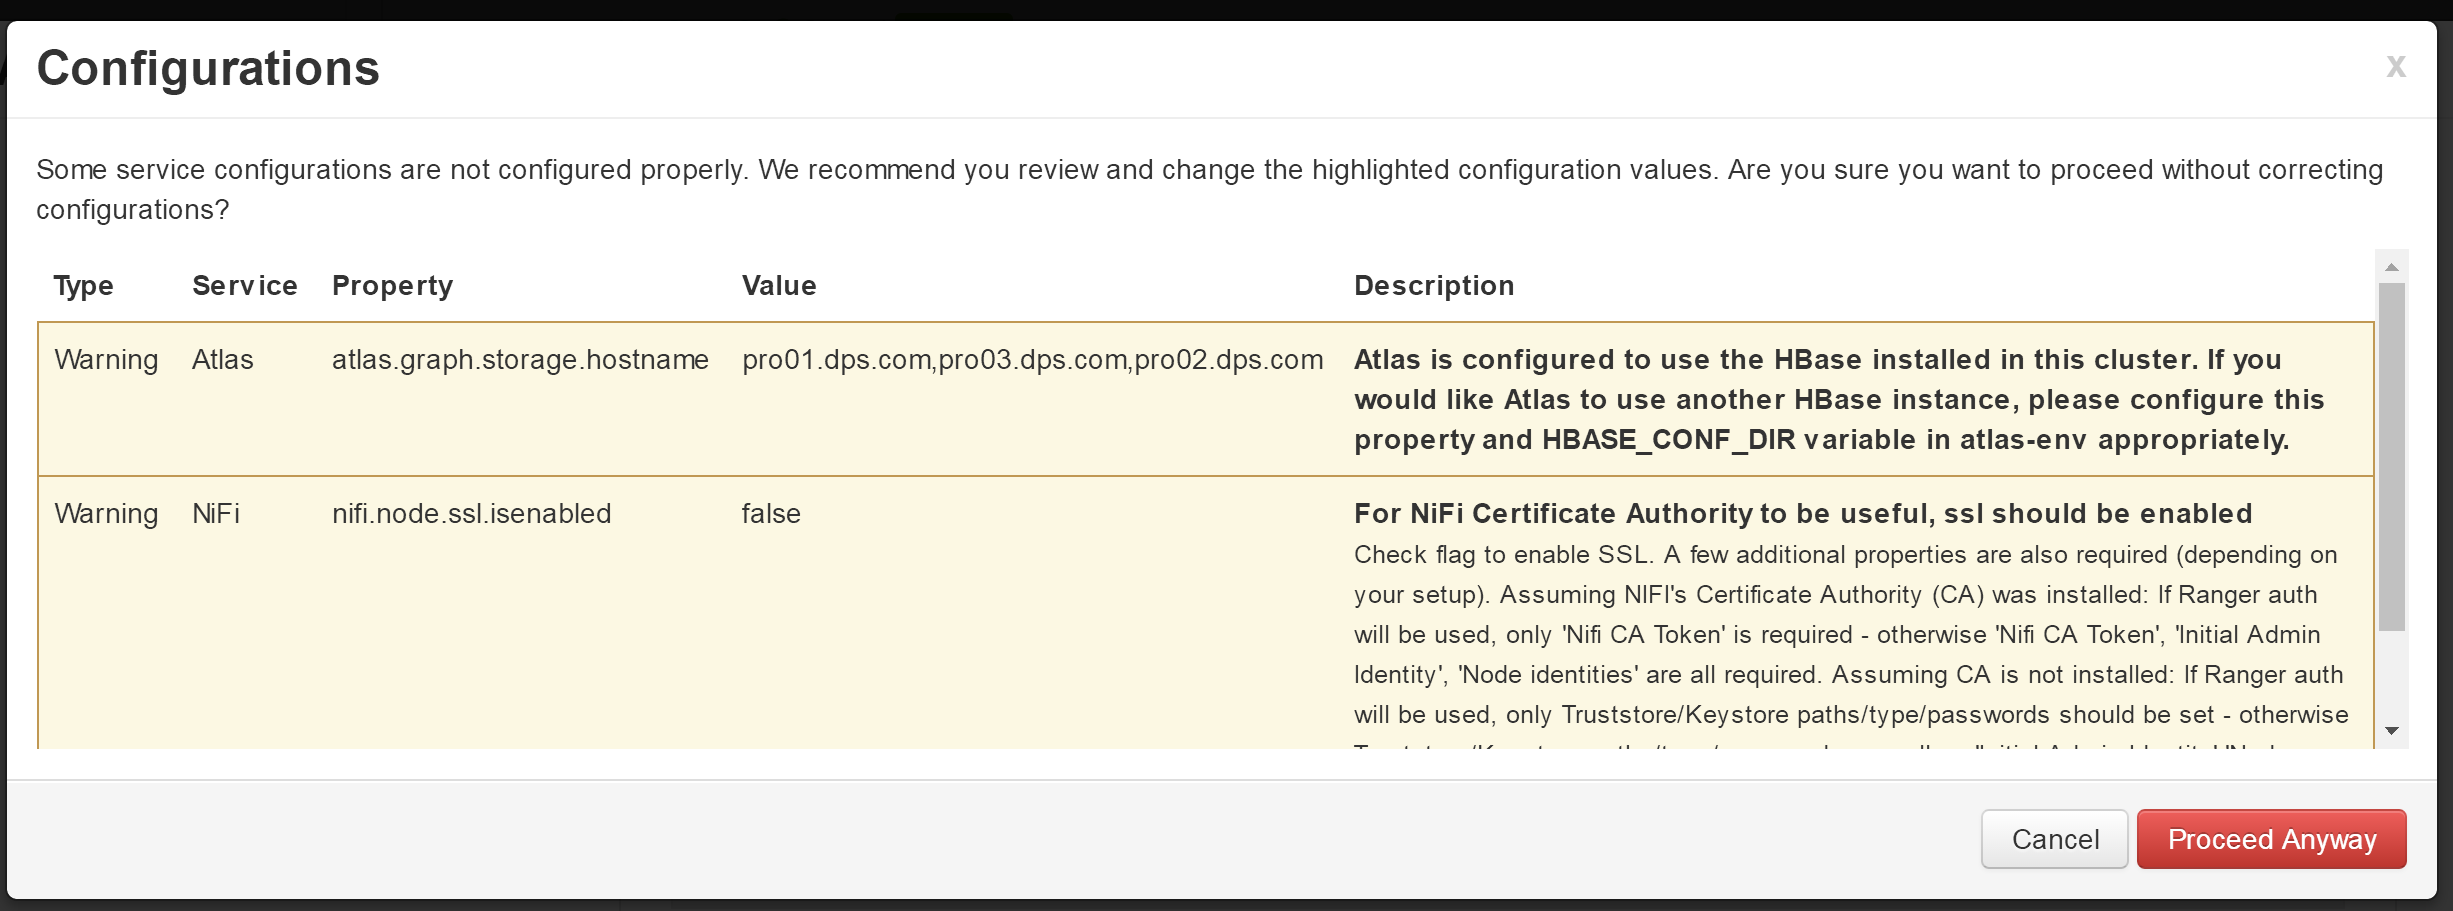 Configurations
x
Some service configurations are not configured properly. We recommend you review and change the highlighted configuration values. Are you sure you want to proceed without correcting
configurations?
Type Service Property Value Description
Warning Atlas atlas.graph.storage.hostname pro01.dps.com,pro03.dps.com,pro02.dps.com Atlas is configured to use the HBase installed in this cluster. If you
would like Atlas to use another HBase instance, please configure this
property and HBASE_CONF_DIR variable in atlas-env appropriately.
Warning NiFi nifi.node.ssl.isenabled false For NiFi Certificate Authority to be useful, ssl should be enabled
Check flag to enable SSL. A few additional properties are also required (depending on
your setup). Assuming NIFI's Certificate Authority (CA) was installed: If Ranger auth
will be used, only 'Nifi CA Token' is required - otherwise 'Nifi CA Token', 'Initial Admin
Identity', 'Node identities' are all required. Assuming CA is not installed: If Ranger auth
will be used, only Truststore/Keystore paths/type/passwords should be set - otherwise
Cancel Proceed Anyway